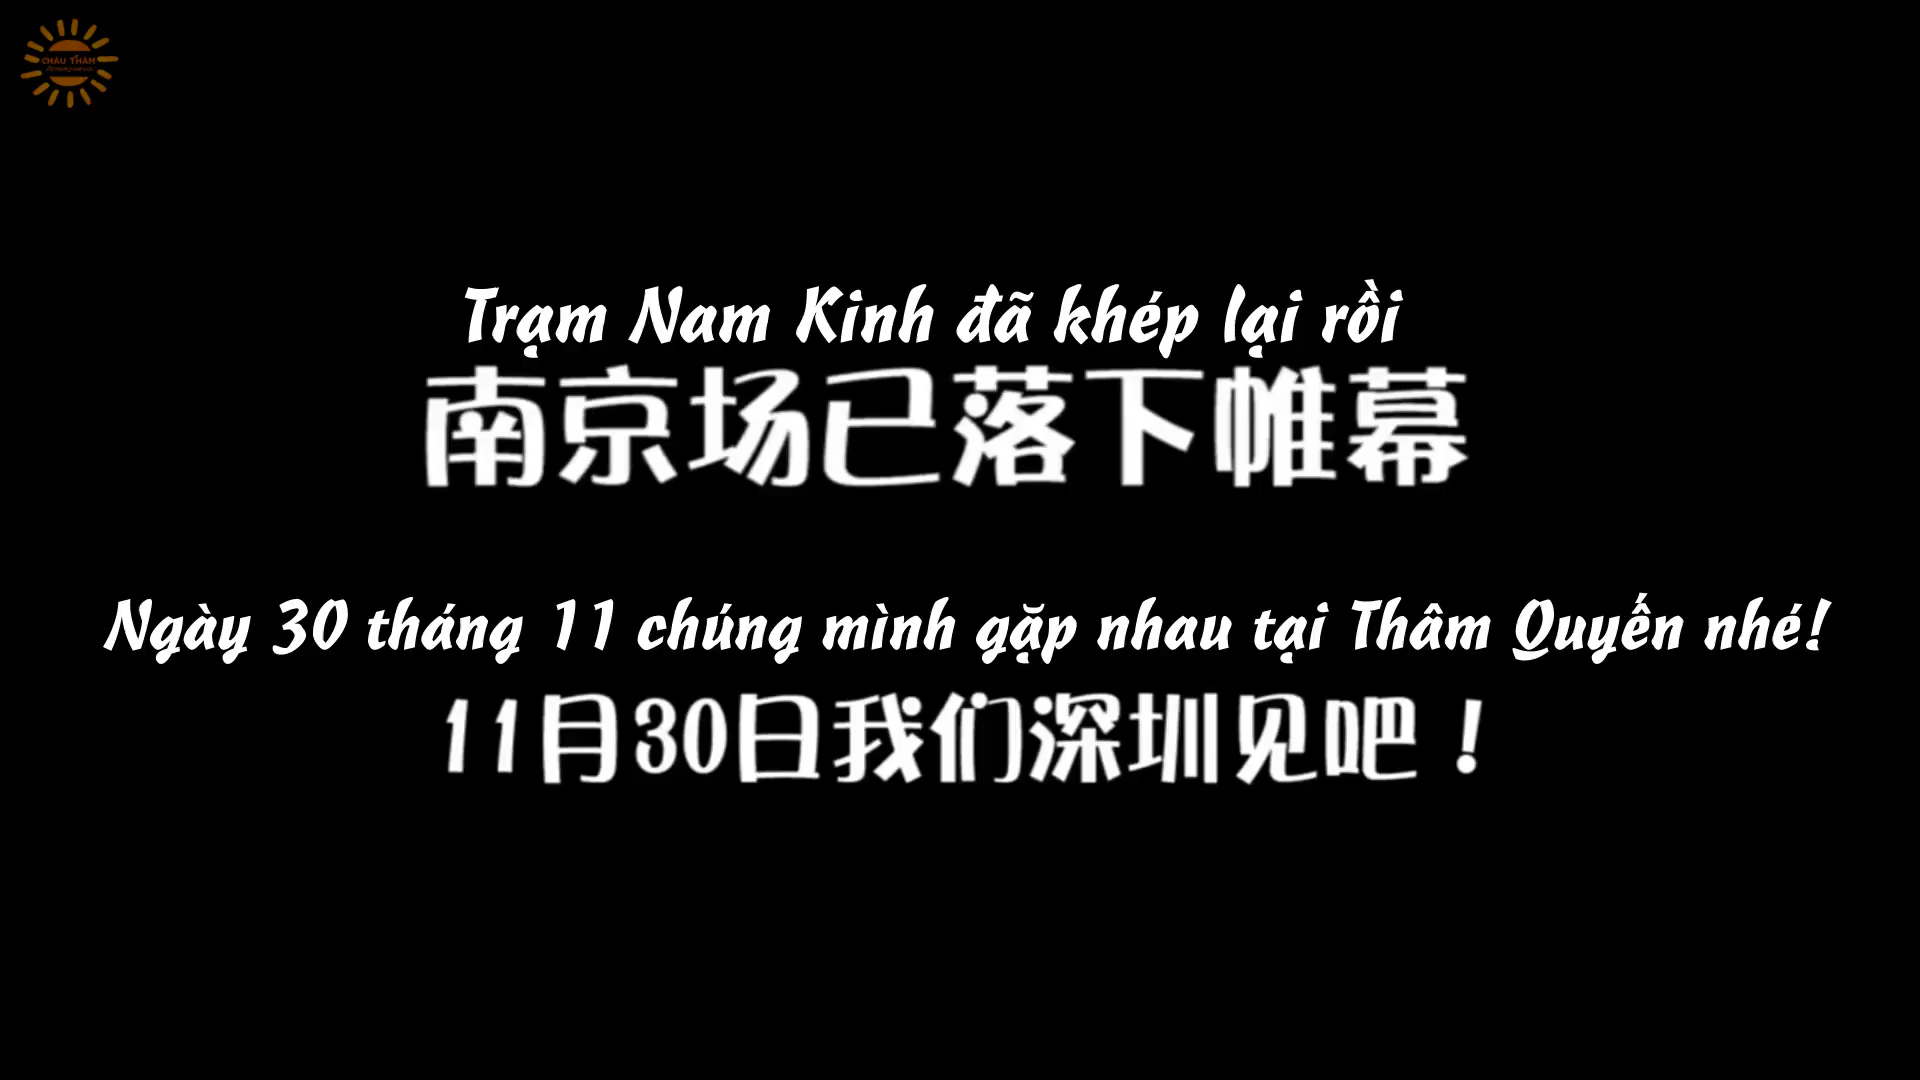 CHÂU THÂM
Trạm Nam Kinh đã khép lại rồi
南京场已落下帷幕
Ngày 30 tháng 11 chúng mình gặp nhau tại Thâm Quyến nhé!
11月30日我们深圳见吧！